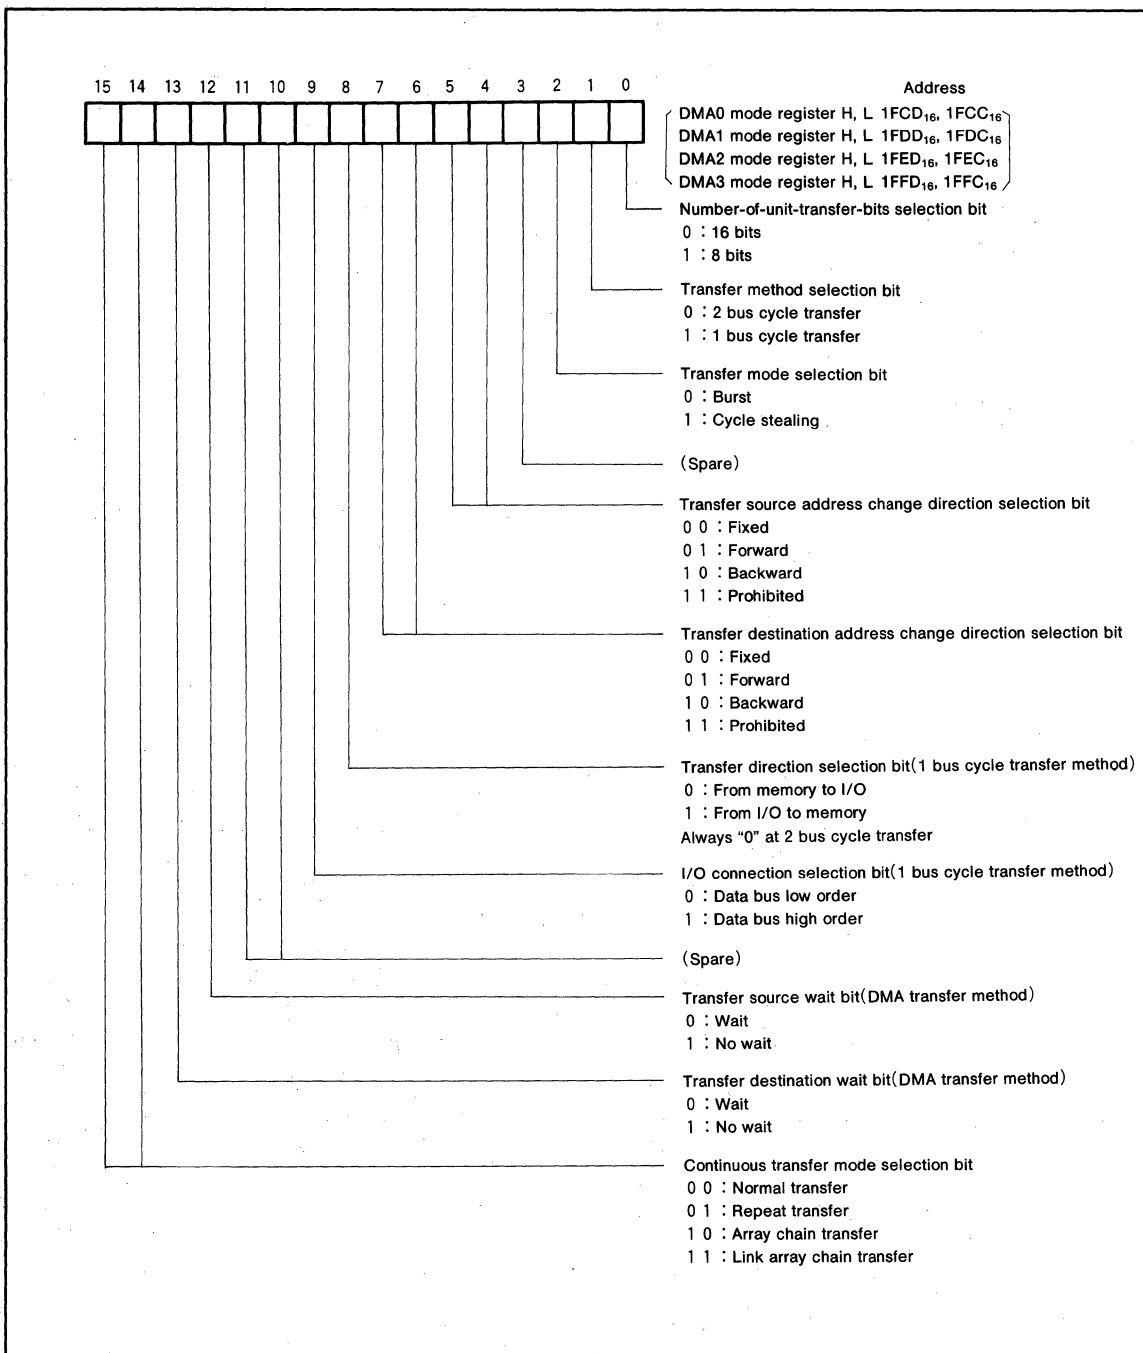 15 14 13 12 11 10 9 8 7 6 5 4 3 2 1 0
Address
DMA0 mode register H, L 1FCD₁₆, 1FCC₁₆
DMA1 mode register H, L 1FDD₁₆, 1FDC₁₆
DMA2 mode register H, L 1FED₁₆, 1FEC₁₆
DMA3 mode register H, L 1FFD₁₆, 1FFC₁₆
Number-of-unit-transfer-bits selection bit
0 : 16 bits
1 : 8 bits
Transfer method selection bit
0 : 2 bus cycle transfer
1 : 1 bus cycle transfer
Transfer mode selection bit
0 : Burst
1 : Cycle stealing
(Spare)
Transfer source address change direction selection bit
0 0 : Fixed
0 1 : Forward
1 0 : Backward
1 1 : Prohibited
Transfer destination address change direction selection bit
0 0 : Fixed
0 1 : Forward
1 0 : Backward
1 1 : Prohibited
Transfer direction selection bit(1 bus cycle transfer method)
0 : From memory to I/O
1 : From I/O to memory
Always "0" at 2 bus cycle transfer
I/O connection selection bit(1 bus cycle transfer method)
0 : Data bus low order
1 : Data bus high order
(Spare)
Transfer source wait bit(DMA transfer method)
0 : Wait
1 : No wait
Transfer destination wait bit(DMA transfer method)
0 : Wait
1 : No wait
Continuous transfer mode selection bit
0 0 : Normal transfer
0 1 : Repeat transfer
1 0 : Array chain transfer
1 1 : Link array chain transfer